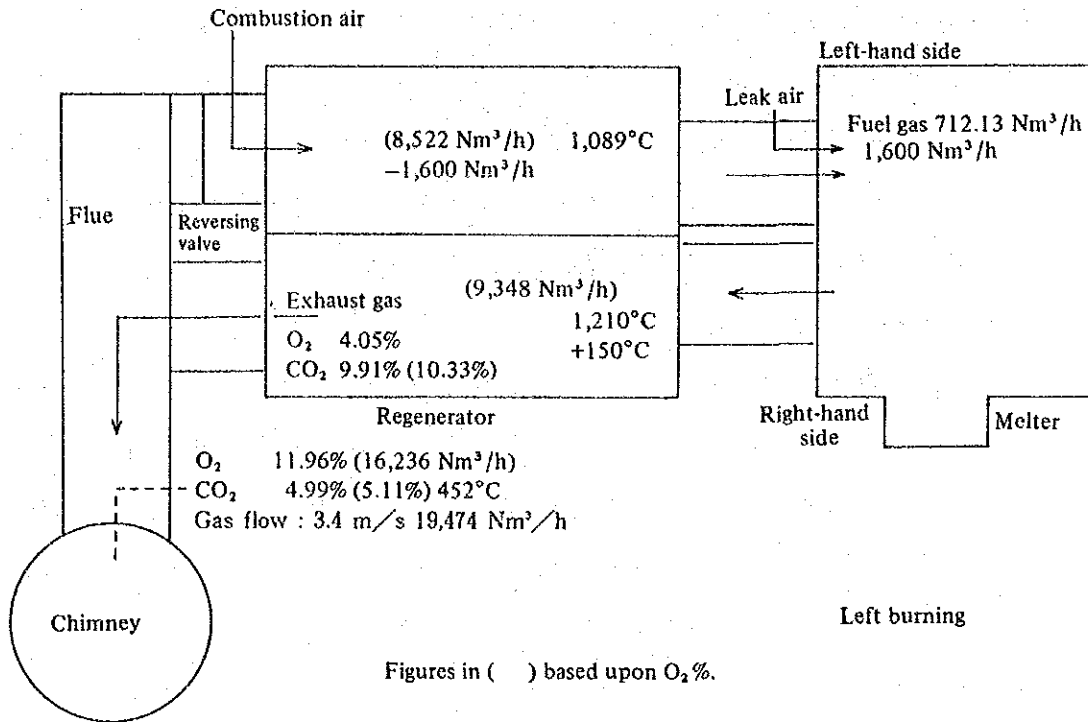 Combustion air
Left-hand side
Leak air
Fuel gas 712.13 Nm³/h
1,600 Nm³/h
(8,522 Nm³/h) 1,089°C
−1,600 Nm³/h
Flue
Reversing
valve
Exhaust gas
(9,348 Nm³/h)
1,210°C
O₂ 4.05%
+150°C
CO₂ 9.91% (10.33%)
Regenerator
Right-hand
side
Melter
O₂ 11.96% (16,236 Nm³/h)
CO₂ 4.99% (5.11%) 452°C
Gas flow : 3.4 m/s 19,474 Nm³/h
Chimney
Left burning
Figures in ( ) based upon O₂%.